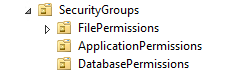 SecurityGroups
FilePermissions
ApplicationPermissions
DatabasePermissions